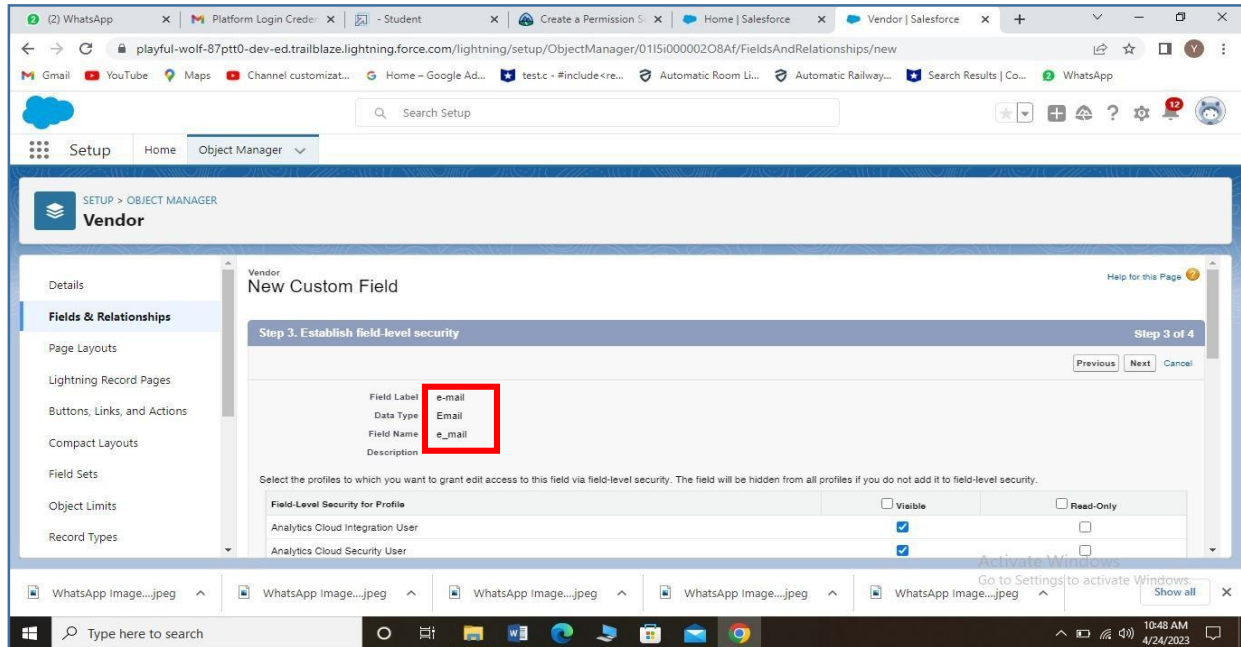 (2) WhatsApp
Platform Login Creder
- Student
Create a Permission S
Home | Salesforce
Vendor | Salesforce
playful-wolf-87ptt0-dev-ed.trailblaze.lightning.force.com/lightning/setup/ObjectManager/01I5i000002O8Af/FieldsAndRelationships/new
Y
Gmail YouTube Maps Channel customizat... Home – Google Ad... test.c - #include<re... Automatic Room Li... Automatic Railway... Search Results | Co... WhatsApp
Search Setup
12
Setup Home Object Manager
SETUP > OBJECT MANAGER
Vendor
Details
Fields & Relationships
Page Layouts
Lightning Record Pages
Buttons, Links, and Actions
Compact Layouts
Field Sets
Object Limits
Record Types
Vendor
New Custom Field
Help for this Page
Step 3. Establish field-level security Step 3 of 4
Previous Next Cancel
Field Label e-mail
Data Type Email
Field Name e_mail
Description
Select the profiles to which you want to grant edit access to this field via field-level security. The field will be hidden from all profiles if you do not add it to field-level security.
Field-Level Security for Profile Visible Read-Only
Analytics Cloud Integration User
Analytics Cloud Security User
Activate Windows
Go to Settings to activate Windows.
WhatsApp Image....jpeg WhatsApp Image....jpeg WhatsApp Image....jpeg WhatsApp Image....jpeg WhatsApp Image....jpeg Show all
Type here to search
10:48 AM
4/24/2023